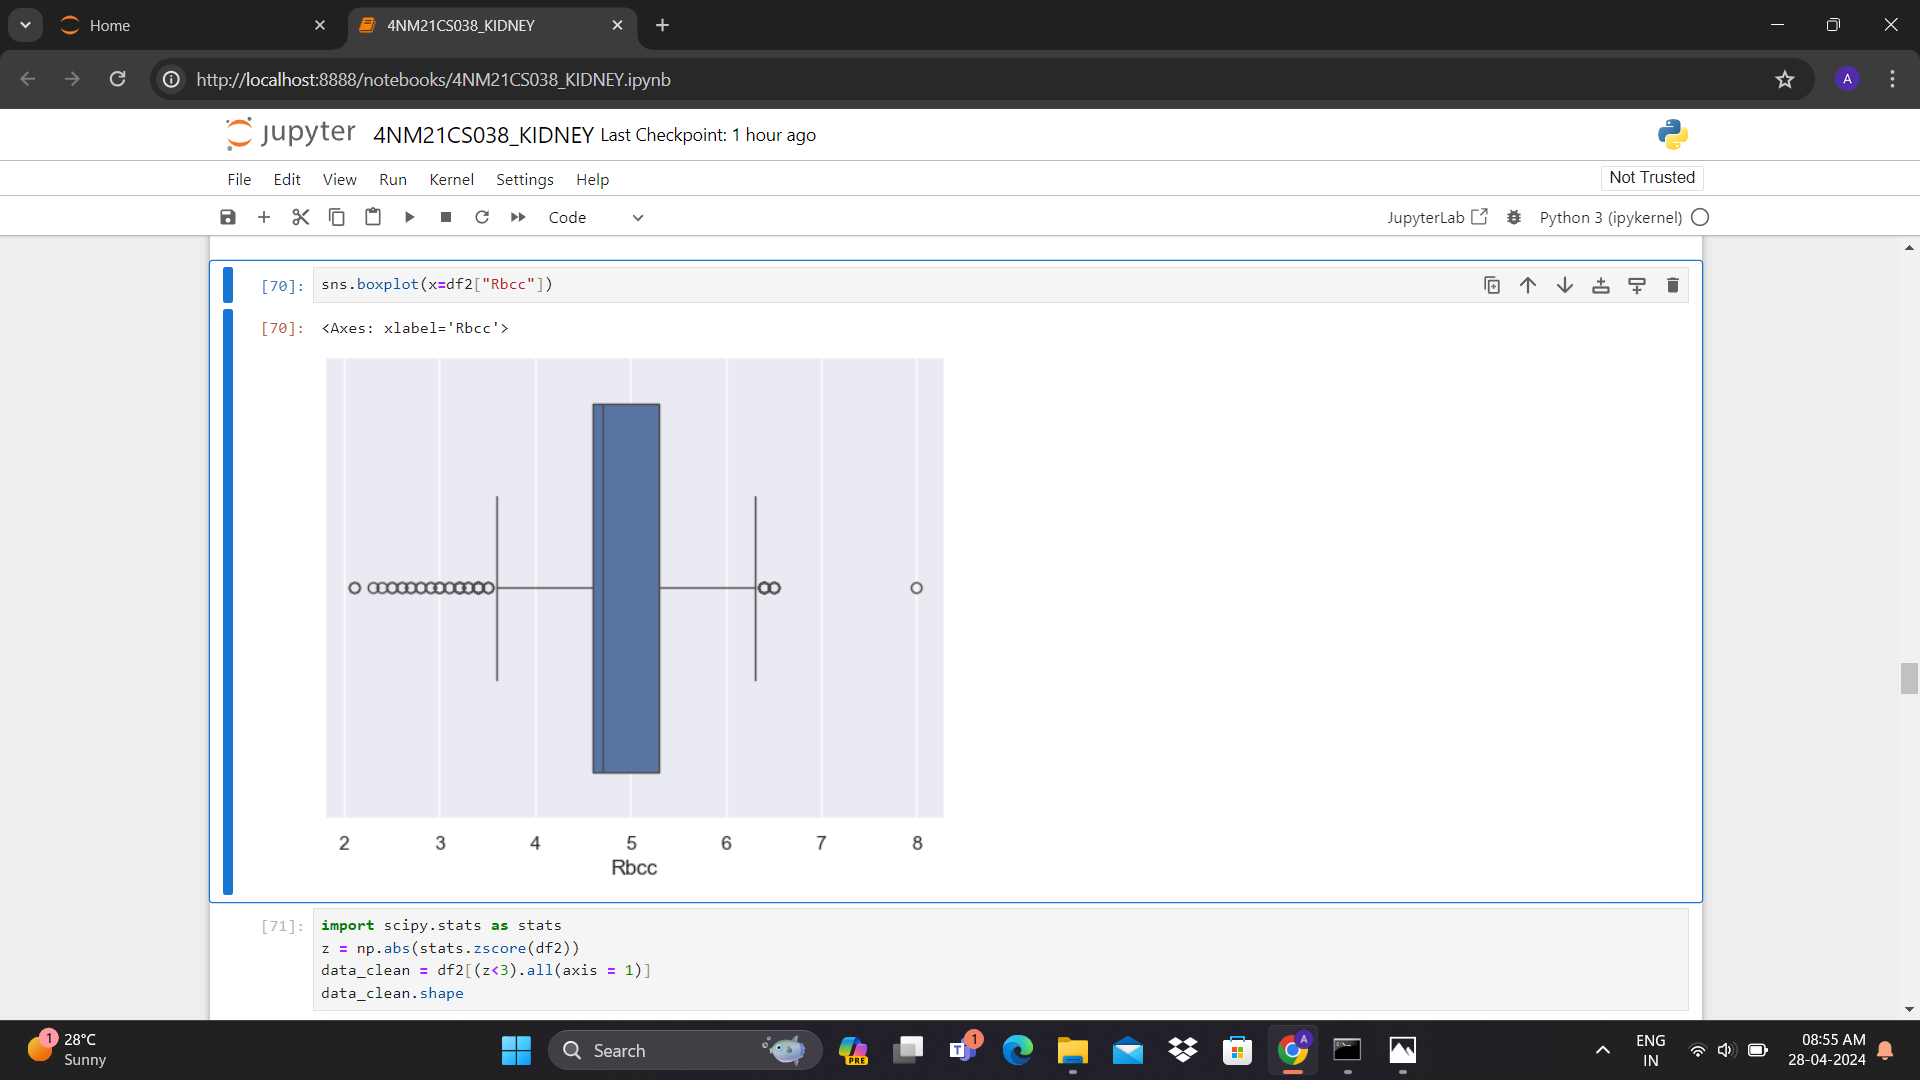 Home
4NM21CS038_KIDNEY
http://localhost:8888/notebooks/4NM21CS038_KIDNEY.ipynb
A
jupyter 4NM21CS038_KIDNEY Last Checkpoint: 1 hour ago
File Edit View Run Kernel Settings Help
Not Trusted
Code
JupyterLab
Python 3 (ipykernel)
[70]: sns.boxplot(x=df2["Rbcc"])
[70]: <Axes: xlabel='Rbcc'>
2 3 4 5 6 7 8
Rbcc
[71]: import scipy.stats as stats
z = np.abs(stats.zscore(df2))
data_clean = df2[(z<3).all(axis = 1)]
data_clean.shape
1
28°C
Sunny
Search
PRE
T
1
A
ENG
IN
08:55 AM
28-04-2024